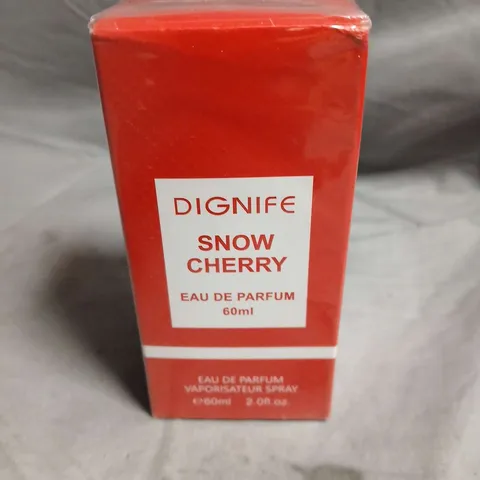 DIGNIFE
SNOW
CHERRY
EAU DE PARFUM
60ml
EAU DE PARFUM
VAPORISATEUR SPRAY
℮60ml 2.0fl.oz.